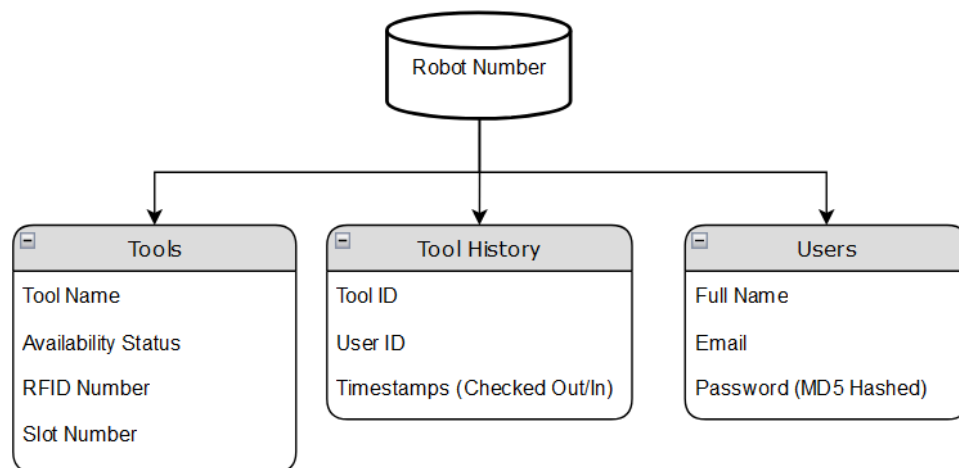 Robot Number
Tools
Tool Name
Availability Status
RFID Number
Slot Number
Tool History
Tool ID
User ID
Timestamps (Checked Out/In)
Users
Full Name
Email
Password (MD5 Hashed)